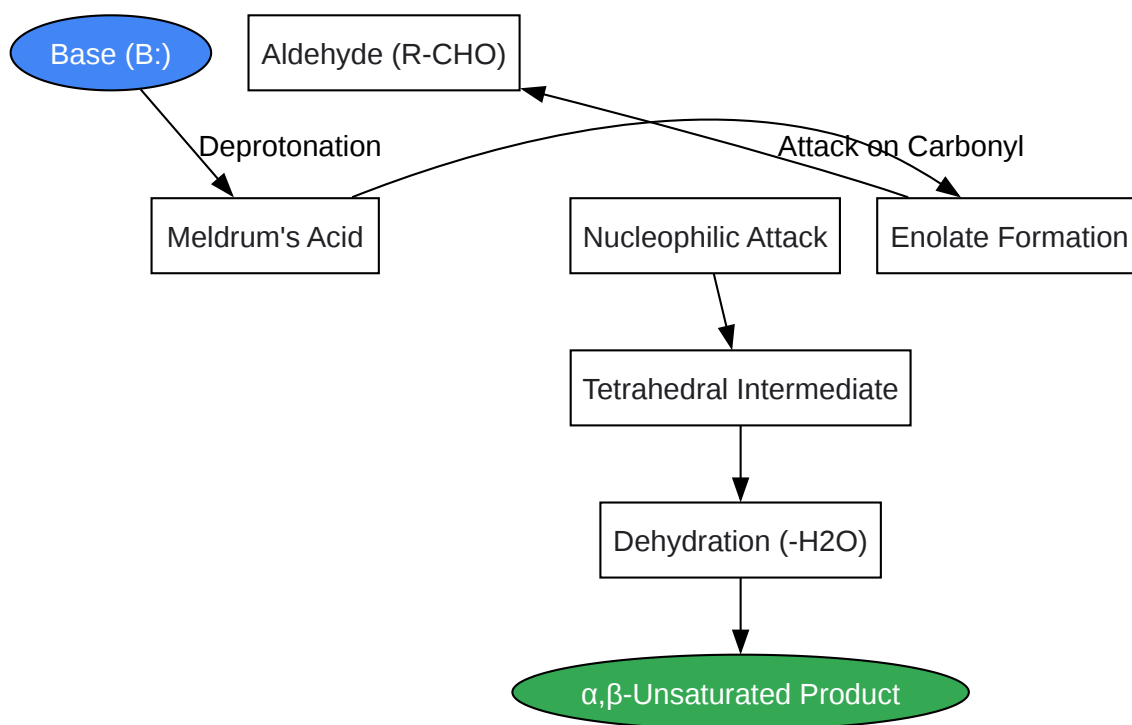 Base (B:)
Aldehyde (R-CHO)
Deprotonation
Attack on Carbonyl
Meldrum's Acid
Nucleophilic Attack
Enolate Formation
Tetrahedral Intermediate
Dehydration (-H2O)
α,β-Unsaturated Product